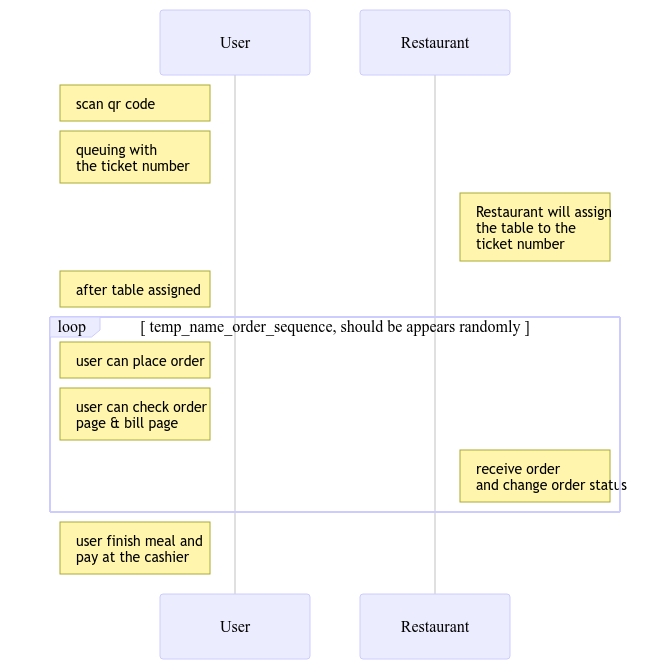 User
Restaurant
scan qr code
queuing with
the ticket number
Restaurant will assign
the table to the
ticket number
after table assigned
loop
[ temp_name_order_sequence, should be appears randomly ]
user can place order
user can check order
page & bill page
receive order
and change order status
user finish meal and
pay at the cashier
User
Restaurant